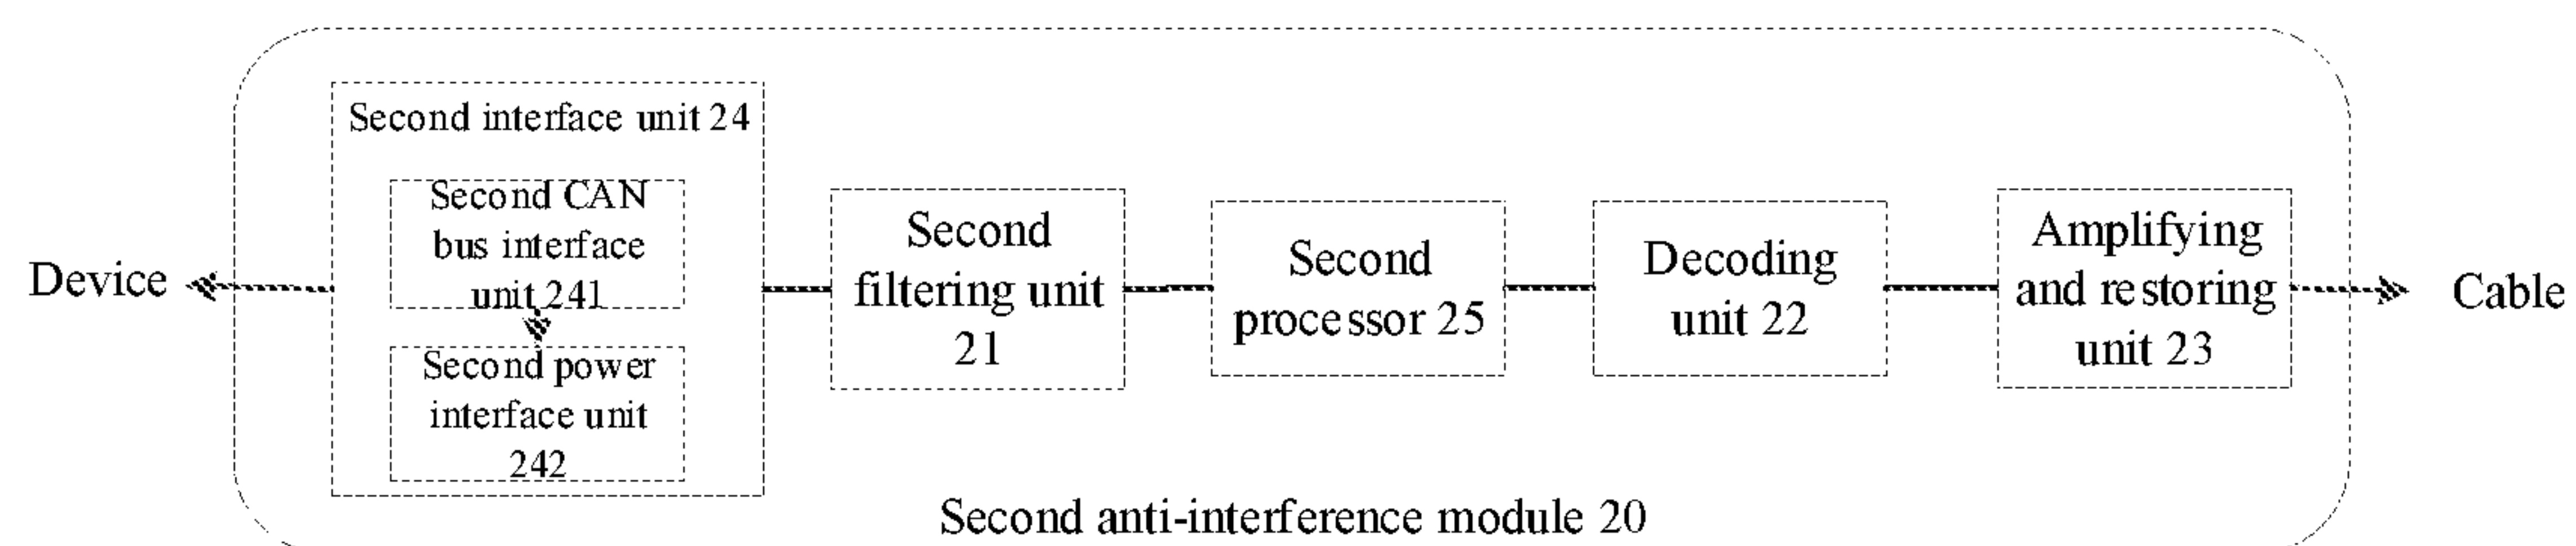 Device
Second interface unit 24
Second CAN
bus interface
unit 241
Second power
interface unit
242
Second
filtering unit
21
Second
processor 25
Decoding
unit 22
Amplifying
and restoring
unit 23
Cable
Second anti-interference module 20